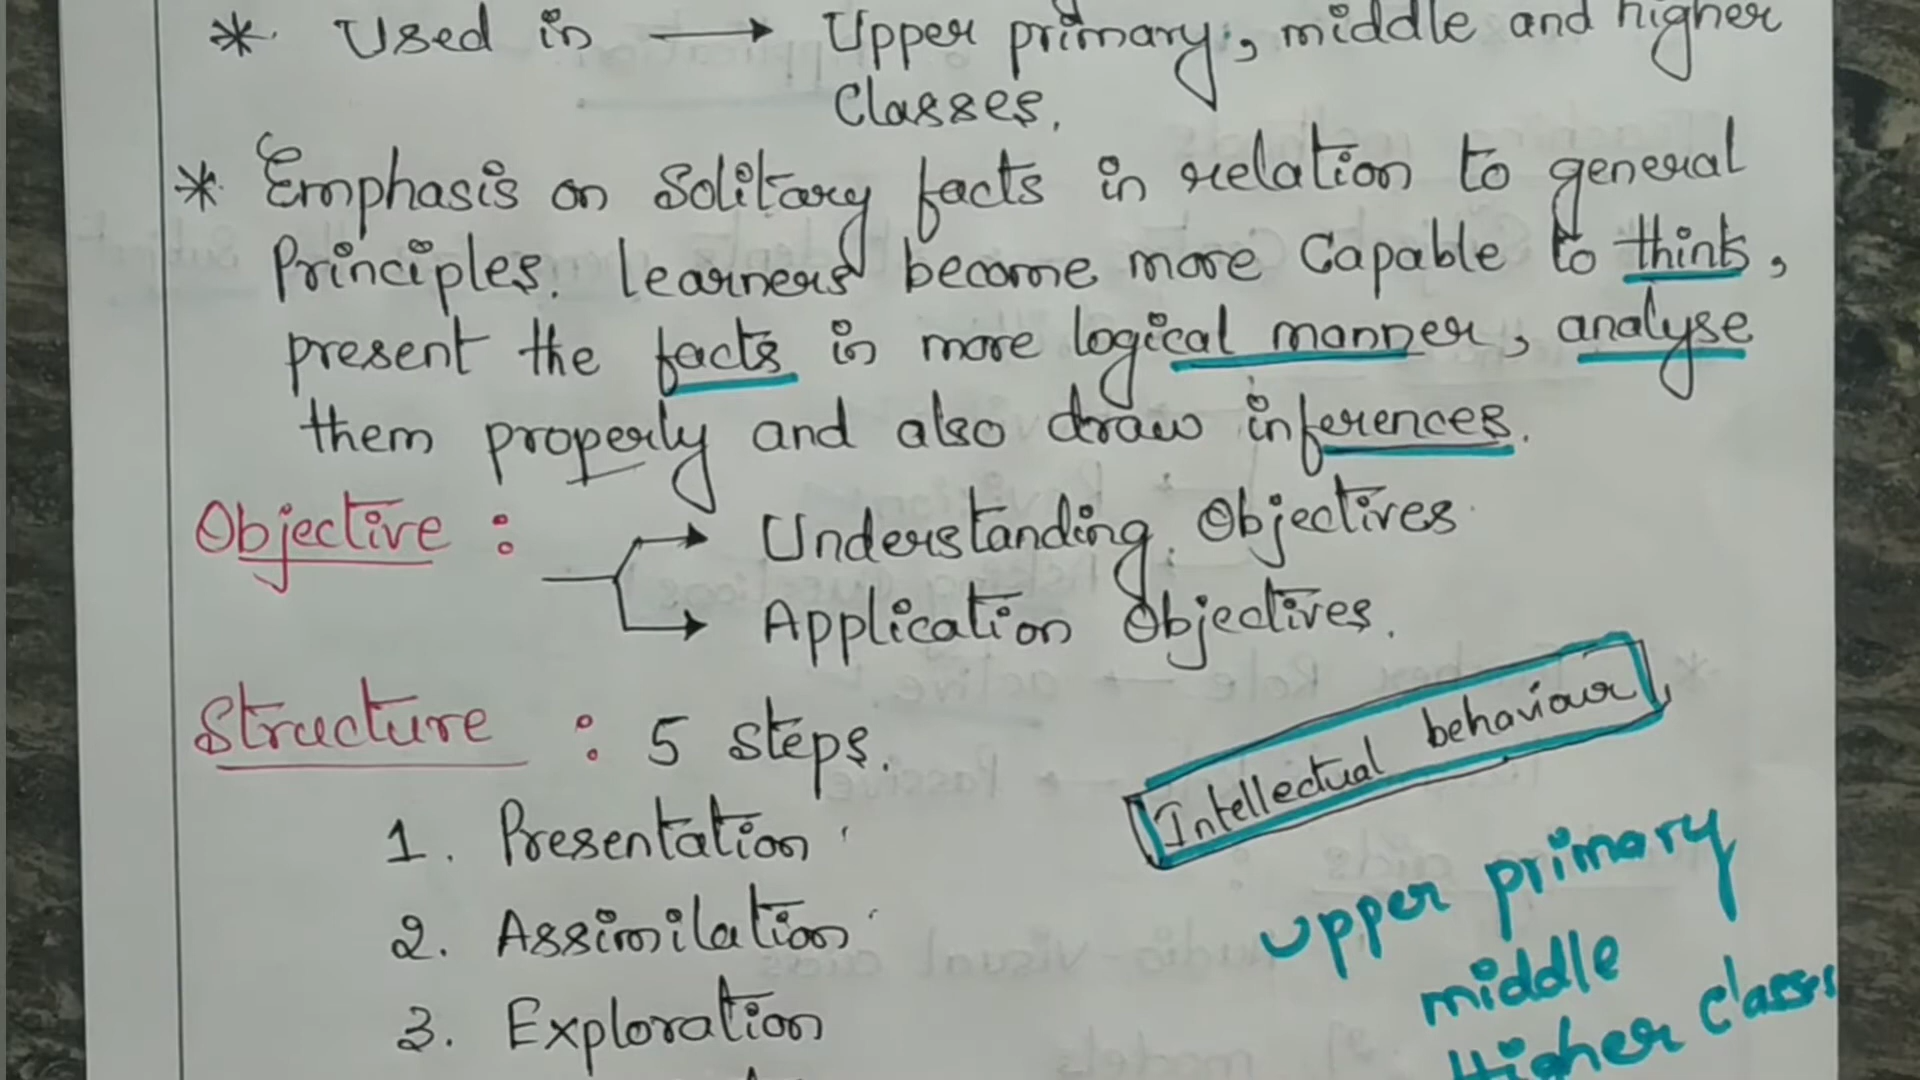 * Used in → Upper primary, middle and higher
Classes.
* Emphasis on Solitary facts in relation to general
Principles. learners become more Capable to think,
present the facts in more logical manner, analyse
them properly and also draw inferences.
Objective :
→ Understanding Objectives
→ Application Objectives.
Structure : 5 steps.
1. Presentation
2. Assimilation
3. Exploration
Intellectual behaviour
upper primary
middle
Higher Classes